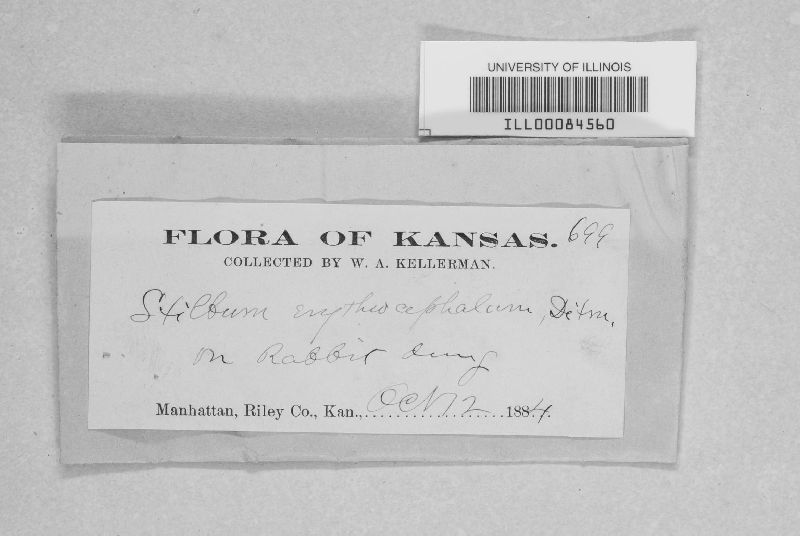 UNIVERSITY OF ILLINOIS
ILL00084560
FLORA OF KANSAS. 699
COLLECTED BY W. A. KELLERMAN.
Stilbum erythrocephalum, Ditm.
on Rabbit dung
Manhattan, Riley Co., Kan., Oct 12 1884.